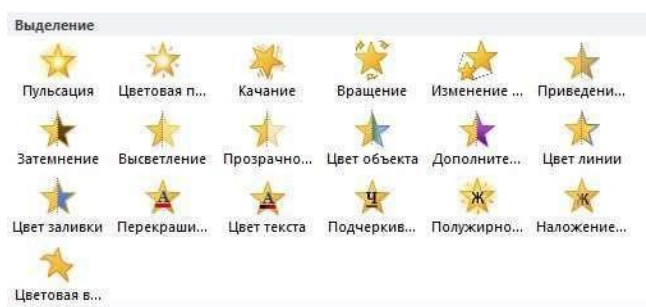 Выделение
Пульсация Цветовая п... Качание Вращение Изменение ... Приведени...
Затемнение Высветление Прозрачно... Цвет объекта Дополните... Цвет линии
Ж К
А А Ч
Цвет заливки Перекраши... Цвет текста Подчеркив... Полужирно... Наложение...
Цветовая в...